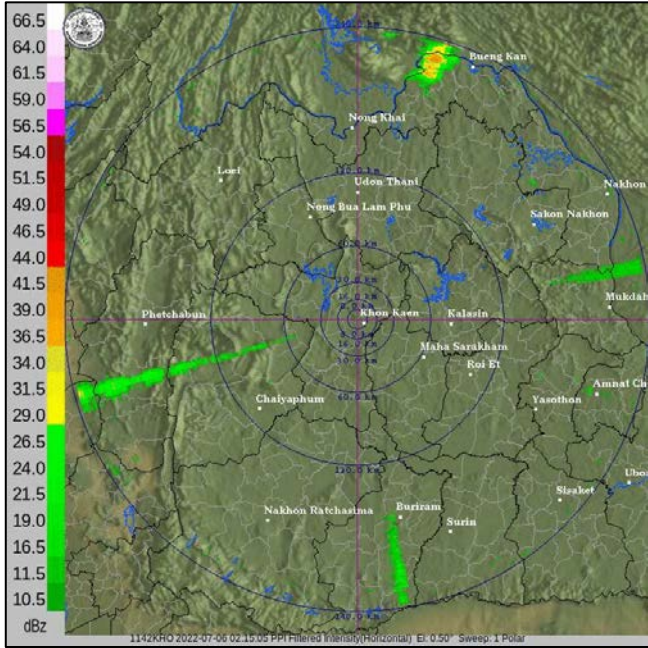 66.5
64.0
61.5
59.0
56.5
54.0
51.5
49.0
46.5
44.0
41.5
39.0
36.5
34.0
31.5
29.0
26.5
24.0
21.5
19.0
16.5
15.5
11.5
10.5
dBz
Bueng Kan
Nong Khai
Loei
Udon Thani
Nakhon
Nong Bua Lam Phu
Sakon Nakhon
Mukdah
Phetchabun
Khon Kaen
Kalasin
Maha Sarakham
Roi Et
Amnat Ch
Chaiyaphum
Yasothon
Ubo
Sisaket
Nakhon Ratchasima
Buriram
Surin
1142KHO 2022-07-06 02:15:05 PPI Filtered Intensity(Horizontal) El: 0.50° Sweep: 1 Polar